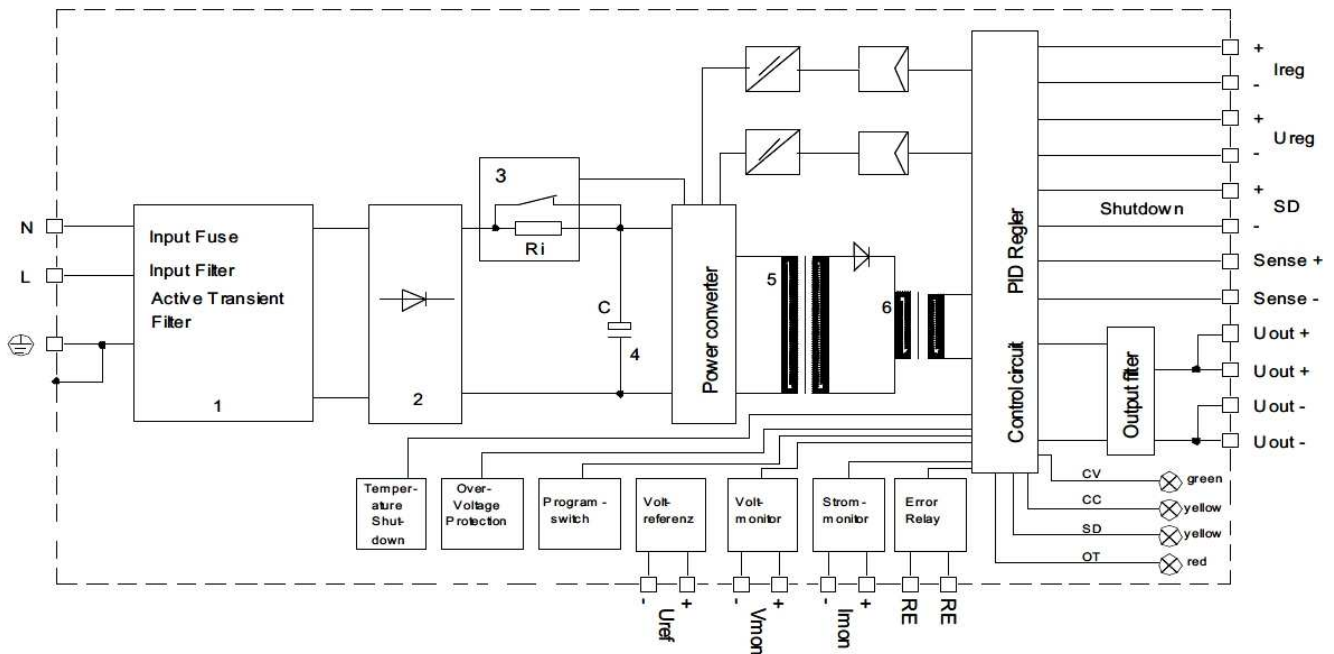 +
Ireg
-
+
Ureg
-
+
Shutdown
SD
-
Sense +
Sense -
Uout +
Uout +
Uout -
Uout -
N
L
Input Fuse
Input Filter
Active Transient
Filter
1
2
3
Ri
C
4
Power converter
5
6
PID Regler
Control circuit
Output filter
Temper-
ature
Shut-
down
Over-
Voltage
Protection
Program-
switch
Volt-
referenz
Volt-
monitor
Strom-
monitor
Error
Relay
CV
green
CC
yellow
SD
yellow
OT
red
- +
Uref
- +
Vmon
- +
Imon
RE
RE